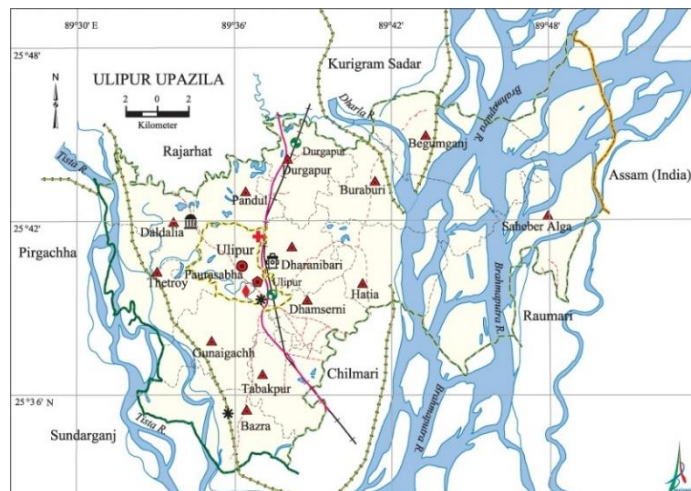 89°30' E
89°36'
89°42'
89°48'
25°48'
N
ULIPUR UPAZILA
2 0 2
Kilometer
Kurigram Sadar
Dharla R.
Brahmaputra R.
Rajarhat
Tista R.
Durgapur
Durgapur
Begumganj
Assam (India)
Pandul
Buraburi
25°42'
Daldalia
Saheber Alga
Pirgachha
Ulipur
Dharanibari
Thetroy
Paurasabha
Ulipur
Hatia
Brahmaputra R.
Dhamserni
Raumari
Gunaigachh
Chilmari
Tabakpur
25°36' N
Bazra
Tista R.
Sundarganj
Brahmaputra R.